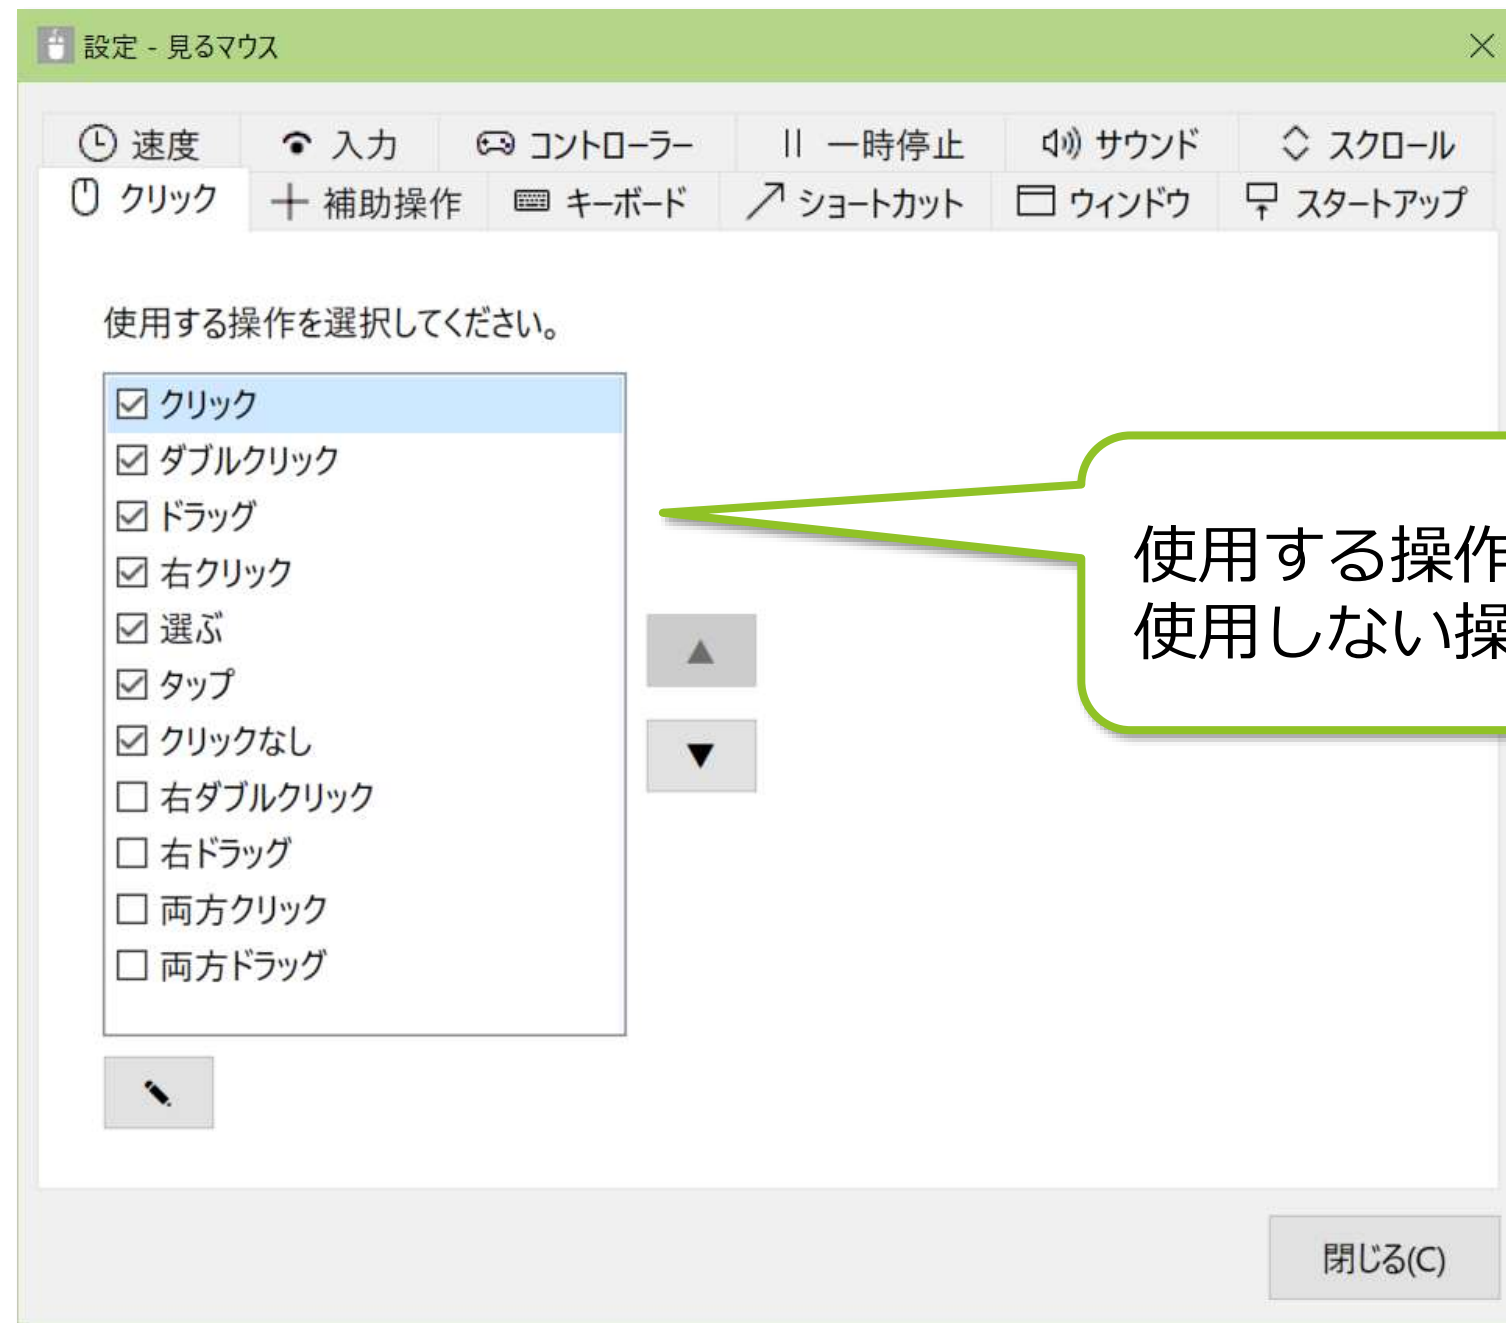 設定 - 見るマウス
速度 入力 コントローラー 一時停止 サウンド スクロール
クリック 補助操作 キーボード ショートカット ウィンドウ スタートアップ
使用する操作を選択してください。
クリック
ダブルクリック
ドラッグ
右クリック
選ぶ
タップ
クリックなし
右ダブルクリック
右ドラッグ
両方クリック
両方ドラッグ
▲
▼
使用する操作
使用しない操
閉じる(C)